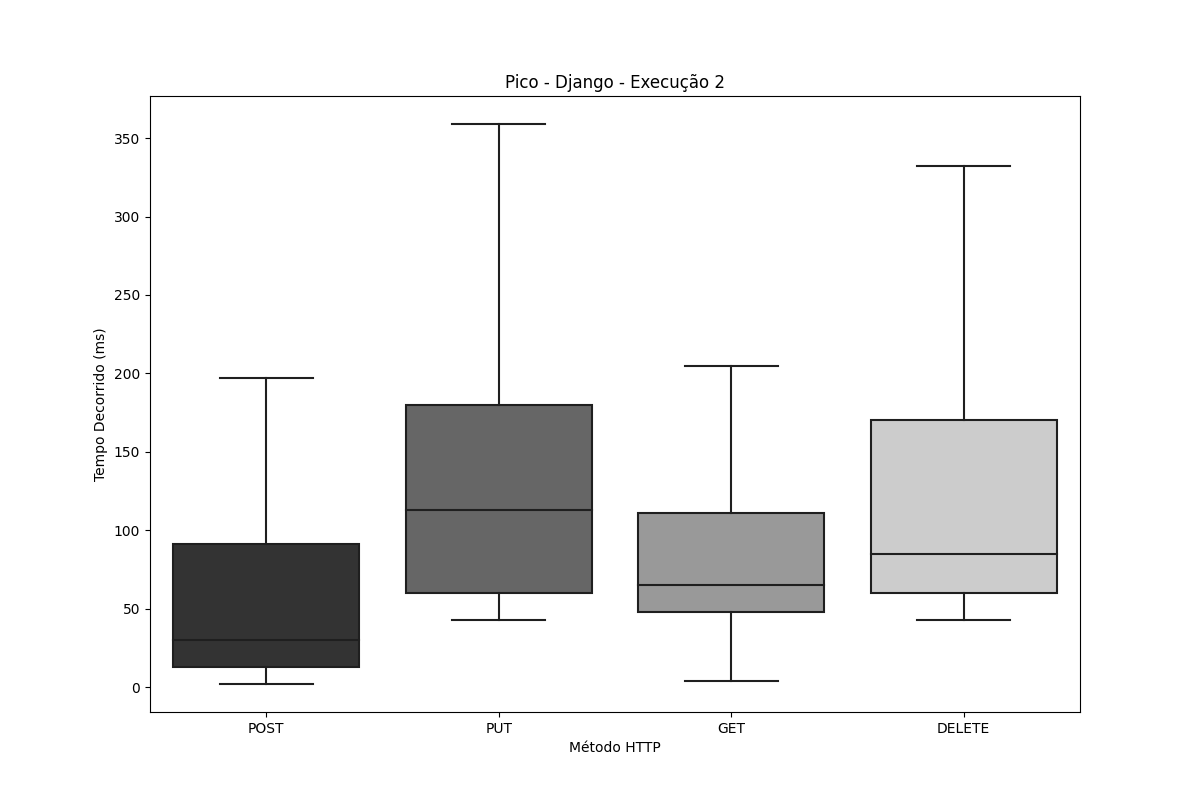 Pico - Django - Execução 2
350
300
250
200
150
100
50
0
Tempo Decorrido (ms)
POST PUT GET DELETE
Método HTTP